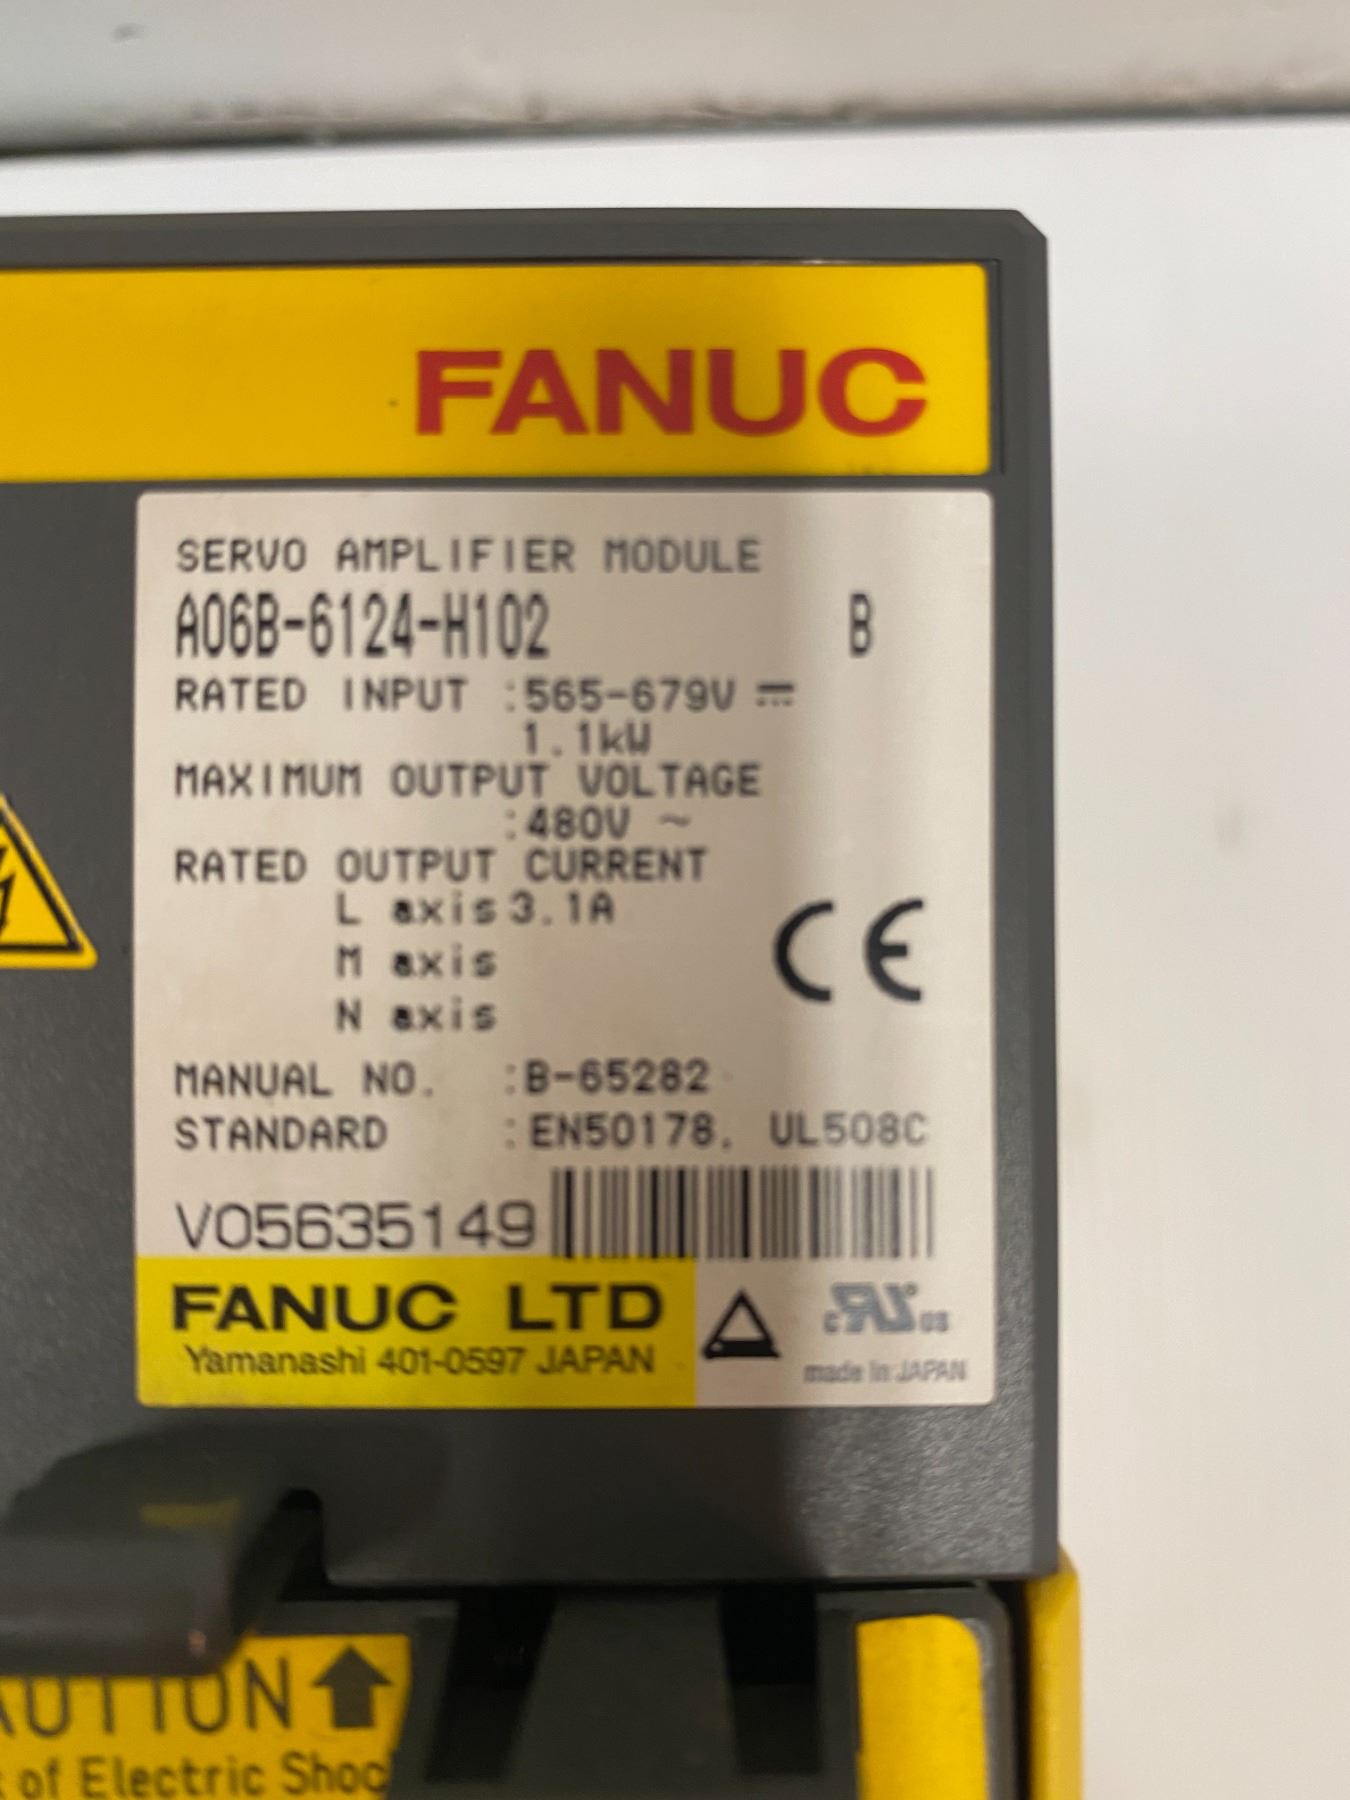 FANUC
SERVO AMPLIFIER MODULE
A06B-6124-H102 B
RATED INPUT :565-679V ⎓
1.1kW
MAXIMUM OUTPUT VOLTAGE
:480V ~
RATED OUTPUT CURRENT
L axis 3.1A
M axis
N axis
CE
MANUAL NO. :B-65282
STANDARD :EN50178, UL508C
V05635149
FANUC LTD
Yamanashi 401-0597 JAPAN
c RU us
made in JAPAN
AUTION
of Electric Shoc